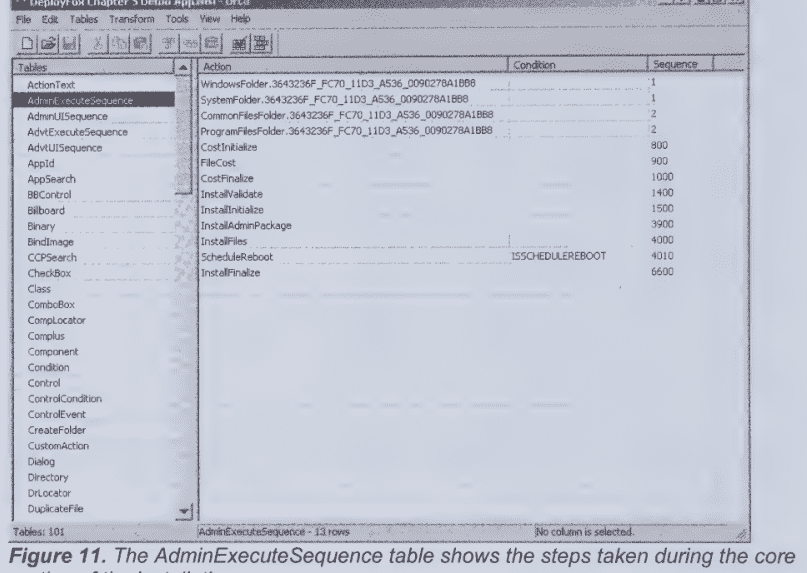 DeployFox Chapter 5 Demo App.msi - Orca
File Edit Tables Transform Tools View Help
Tables
ActionText
AdminExecuteSequence
AdminUISequence
AdvtExecuteSequence
AdvtUISequence
AppId
AppSearch
BBControl
Billboard
Binary
BindImage
CCPSearch
CheckBox
Class
ComboBox
CompLocator
Complus
Component
Condition
Control
ControlCondition
ControlEvent
CreateFolder
CustomAction
Dialog
Directory
DrLocator
DuplicateFile
Action Condition Sequence
WindowsFolder.3643236F_FC70_11D3_A536_0090278A1BB8 1
SystemFolder.3643236F_FC70_11D3_A536_0090278A1BB8 1
CommonFilesFolder.3643236F_FC70_11D3_A536_0090278A1BB8 2
ProgramFilesFolder.3643236F_FC70_11D3_A536_0090278A1BB8 2
CostInitialize 800
FileCost 900
CostFinalize 1000
InstallValidate 1400
InstallInitialize 1500
InstallAdminPackage 3900
InstallFiles 4000
ScheduleReboot ISSCHEDULEREBOOT 4010
InstallFinalize 6600
Tables: 101
AdminExecuteSequence - 13 rows
No column is selected.
Figure 11. The AdminExecuteSequence table shows the steps taken during the core